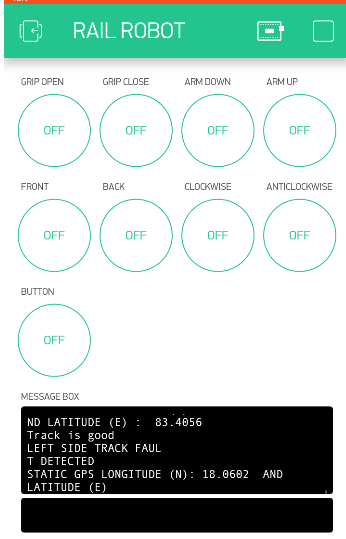 RAIL ROBOT
GRIP OPEN GRIP CLOSE ARM DOWN ARM UP
OFF OFF OFF OFF
FRONT BACK CLOCKWISE ANTICLOCKWISE
OFF OFF OFF OFF
BUTTON
OFF
MESSAGE BOX
ND LATITUDE (E) : 83.4056
Track is good
LEFT SIDE TRACK FAUL
T DETECTED
STATIC GPS LONGITUDE (N): 18.0602 AND
LATITUDE (E)